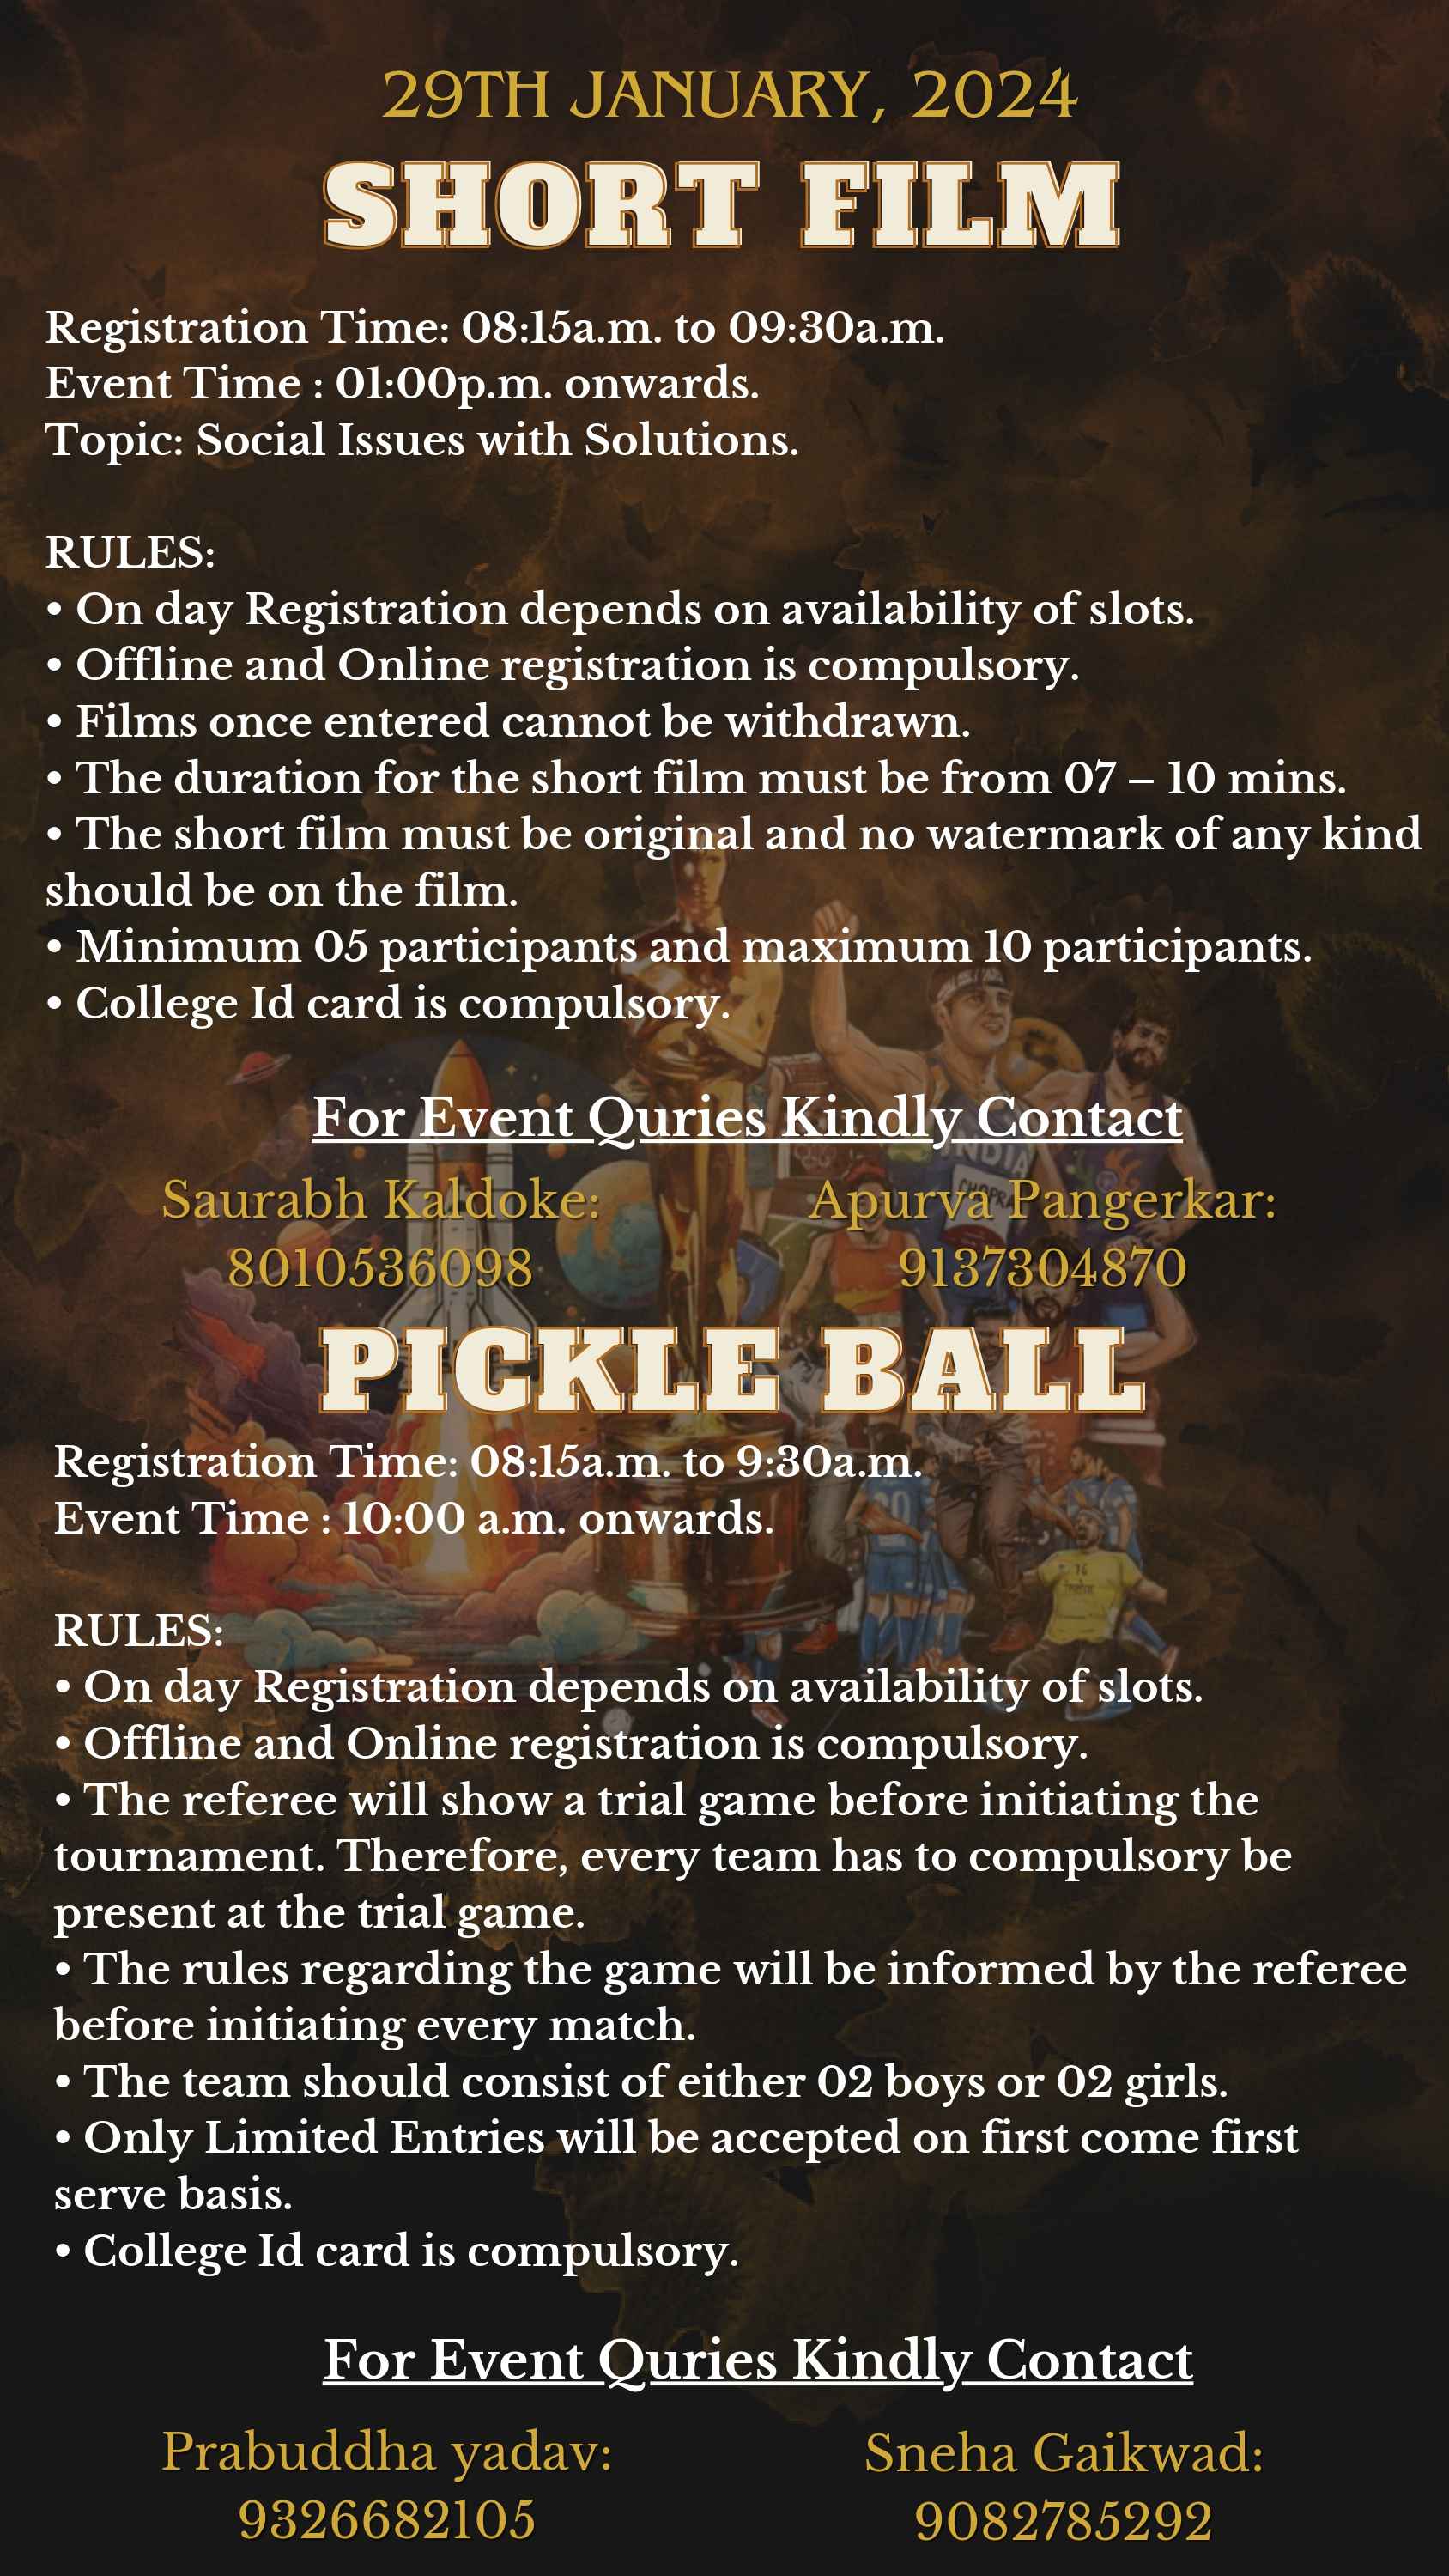 29TH JANUARY, 2024
SHORT FILM
Registration Time: 08:15a.m. to 09:30a.m.
Event Time : 01:00p.m. onwards.
Topic: Social Issues with Solutions.
RULES:
• On day Registration depends on availability of slots.
• Offline and Online registration is compulsory.
• Films once entered cannot be withdrawn.
• The duration for the short film must be from 07 – 10 mins.
• The short film must be original and no watermark of any kind
should be on the film.
• Minimum 05 participants and maximum 10 participants.
• College Id card is compulsory.
For Event Quries Kindly Contact
INDIA
CHOPRA
Saurabh Kaldoke:
8010536098
Apurva Pangerkar:
9137304870
PICKLE BALL
Registration Time: 08:15a.m. to 9:30a.m.
Event Time : 10:00 a.m. onwards.
16
RULES:
• On day Registration depends on availability of slots.
• Offline and Online registration is compulsory.
• The referee will show a trial game before initiating the
tournament. Therefore, every team has to compulsory be
present at the trial game.
• The rules regarding the game will be informed by the referee
before initiating every match.
• The team should consist of either 02 boys or 02 girls.
• Only Limited Entries will be accepted on first come first
serve basis.
• College Id card is compulsory.
For Event Quries Kindly Contact
Prabuddha yadav:
9326682105
Sneha Gaikwad:
9082785292